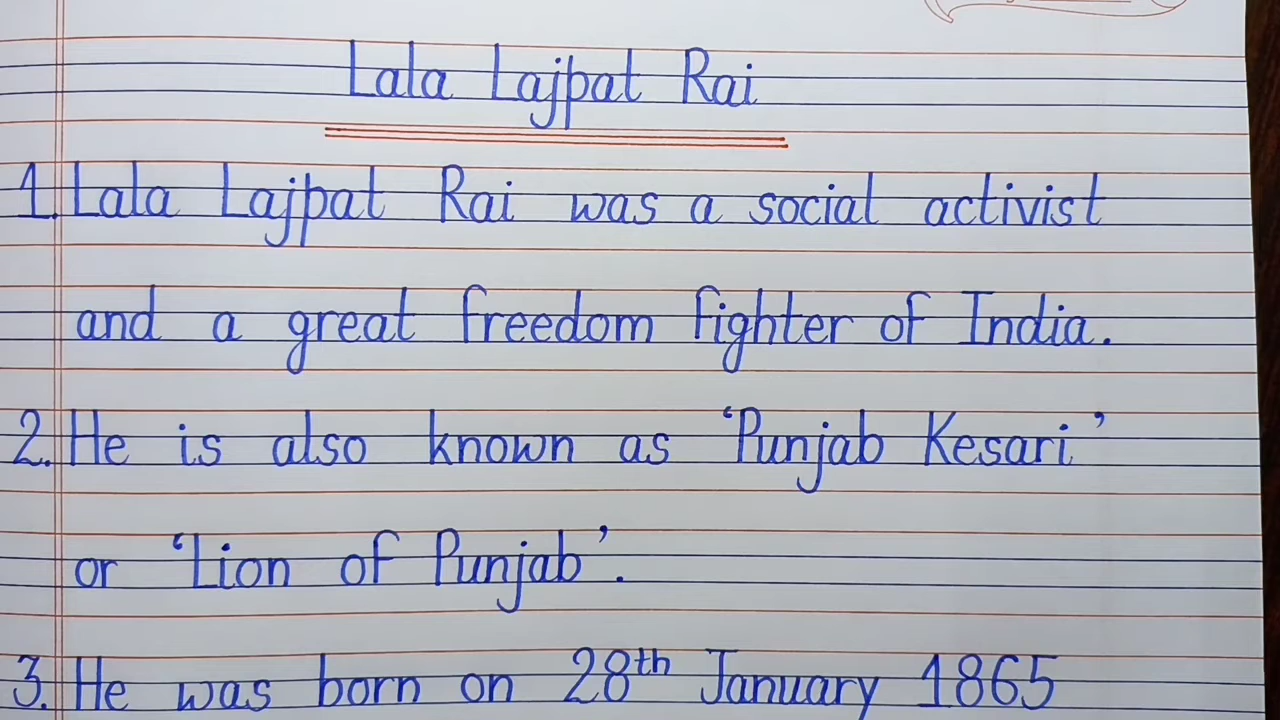 Lala Lajpat Rai
1. Lala Lajpat Rai was a social activist
and a great freedom fighter of India.
2. He is also known as ‘Punjab Kesari’
or ‘Lion of Punjab’.
3. He was born on 28th January 1865